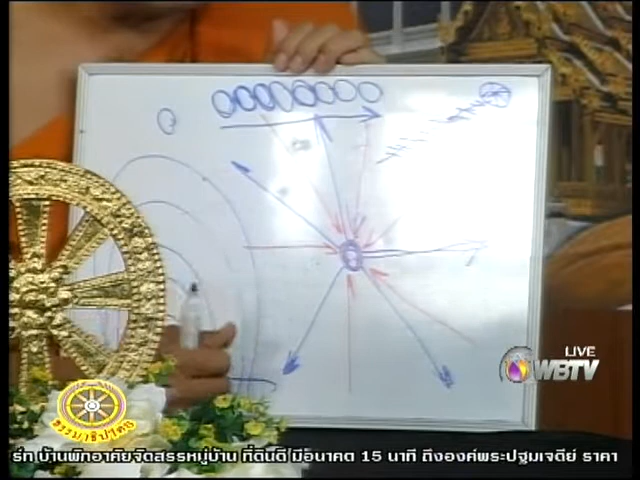 LIVE
WBTV
ธรรมาธิปไตย
รัก บ้านพักอาศัยจัดสรรหมู่บ้าน ที่ดินดี มีอนาคต 15 นาที ถึงองค์พระปฐมเจดีย์ ราคา